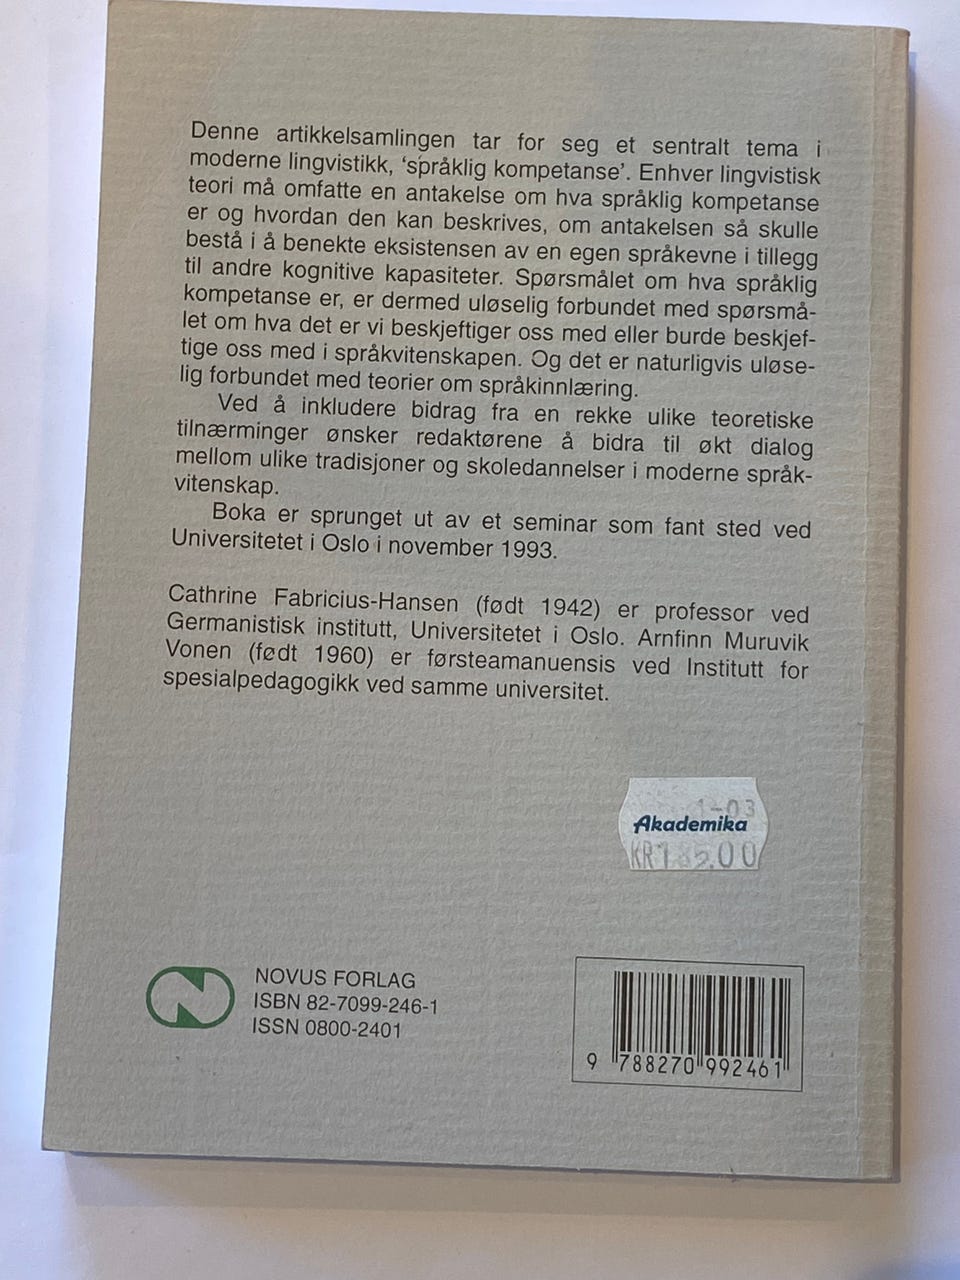 Denne artikkelsamlingen tar for seg et sentralt tema i
moderne lingvistikk, ‘språklig kompetanse’. Enhver lingvistisk
teori må omfatte en antakelse om hva språklig kompetanse
er og hvordan den kan beskrives, om antakelsen så skulle
bestå i å benekte eksistensen av en egen språkevne i tillegg
til andre kognitive kapasiteter. Spørsmålet om hva språklig
kompetanse er, er dermed uløselig forbundet med spørsmå-
let om hva det er vi beskjeftiger oss med eller burde beskjef-
tige oss med i språkvitenskapen. Og det er naturligvis uløse-
lig forbundet med teorier om språkinnlæring.
Ved å inkludere bidrag fra en rekke ulike teoretiske
tilnærminger ønsker redaktørene å bidra til økt dialog
mellom ulike tradisjoner og skoledannelser i moderne språk-
vitenskap.
Boka er sprunget ut av et seminar som fant sted ved
Universitetet i Oslo i november 1993.
Cathrine Fabricius-Hansen (født 1942) er professor ved
Germanistisk institutt, Universitetet i Oslo. Arnfinn Muruvik
Vonen (født 1960) er førsteamanuensis ved Institutt for
spesialpedagogikk ved samme universitet.
1-03
Akademika
NOVUS FORLAG
ISBN 82-7099-246-1
ISSN 0800-2401
9 788270 992461